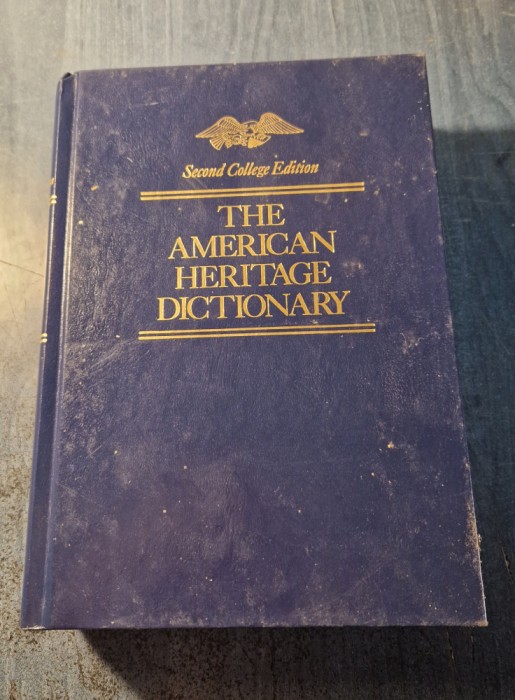 Second College Edition
THE
AMERICAN
HERITAGE
DICTIONARY